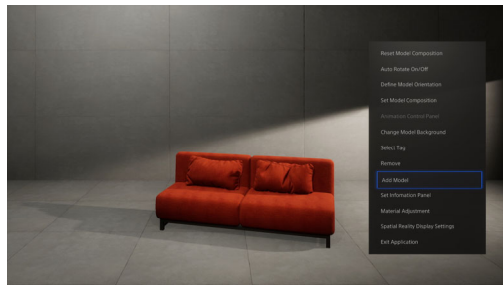 Reset Model Composition
Auto Rotate On/Off
Define Model Orientation
Set Model Composition
Animation Control Panel
Change Model Background
Select Tag
Remove
Add Model
Set Infomation Panel
Material Adjustment
Spatial Reality Display Settings
Exit Application